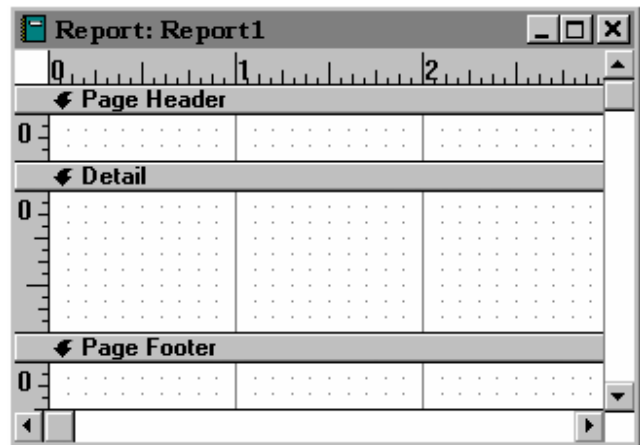 Report: Report1
0 1 2
Page Header
0
Detail
0
Page Footer
0